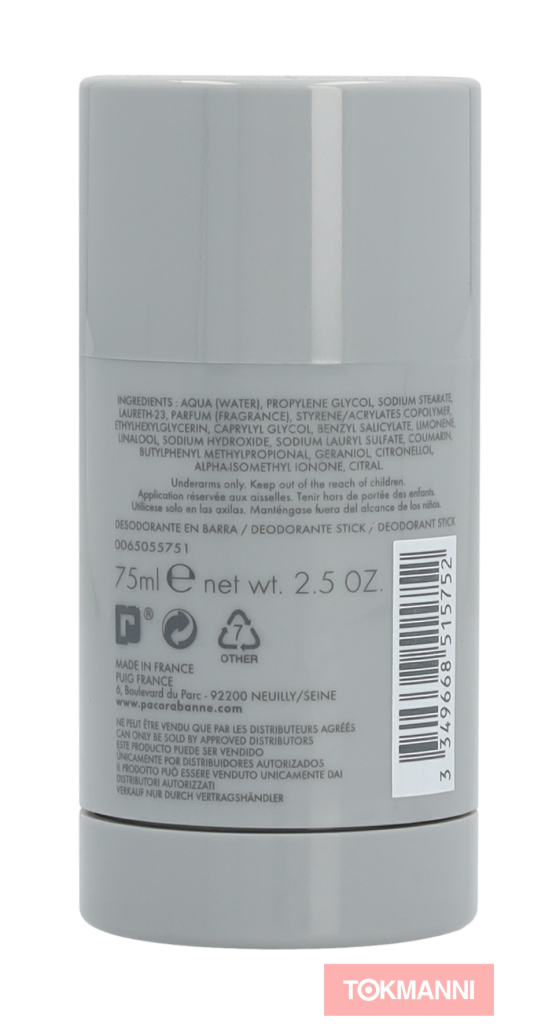 INGREDIENTS : AQUA (WATER), PROPYLENE GLYCOL, SODIUM STEARATE,
LAURETH-23, PARFUM (FRAGRANCE), STYRENE/ACRYLATES COPOLYMER,
ETHYLHEXYLGLYCERIN, CAPRYLYL GLYCOL, BENZYL SALICYLATE, LIMONENE,
LINALOOL, SODIUM HYDROXIDE, SODIUM LAURYL SULFATE, COUMARIN,
BUTYLPHENYL METHYLPROPIONAL, GERANIOL, CITRONELLOL,
ALPHA-ISOMETHYL IONONE, CITRAL.
Underarms only. Keep out of the reach of children.
Application réservée aux aisselles. Tenir hors de portée des enfants.
Utilícese solo en las axilas. Manténgase fuera del alcance de los niños.
DESODORANTE EN BARRA / DÉODORANTE STICK / DEODORANT STICK
0065055751
75ml e net wt. 2.5 OZ.
r®
7
OTHER
MADE IN FRANCE
PUIG FRANCE
6, Boulevard du Parc - 92200 NEUILLY/SEINE
www.pacorabanne.com
NE PEUT ÊTRE VENDU QUE PAR LES DISTRIBUTEURS AGRÉÉS
CAN ONLY BE SOLD BY APPROVED DISTRIBUTORS
ESTE PRODUCTO PUEDE SER VENDIDO
ÚNICAMENTE POR DISTRIBUIDORES AUTORIZADOS
IL PRODOTTO PUÒ ESSERE VENDUTO UNICAMENTE DAI
DISTRIBUTORI AUTORIZZATI
VERKAUF NUR DURCH VERTRAGSHÄNDLER
3 349668 515752
TOKMANNI